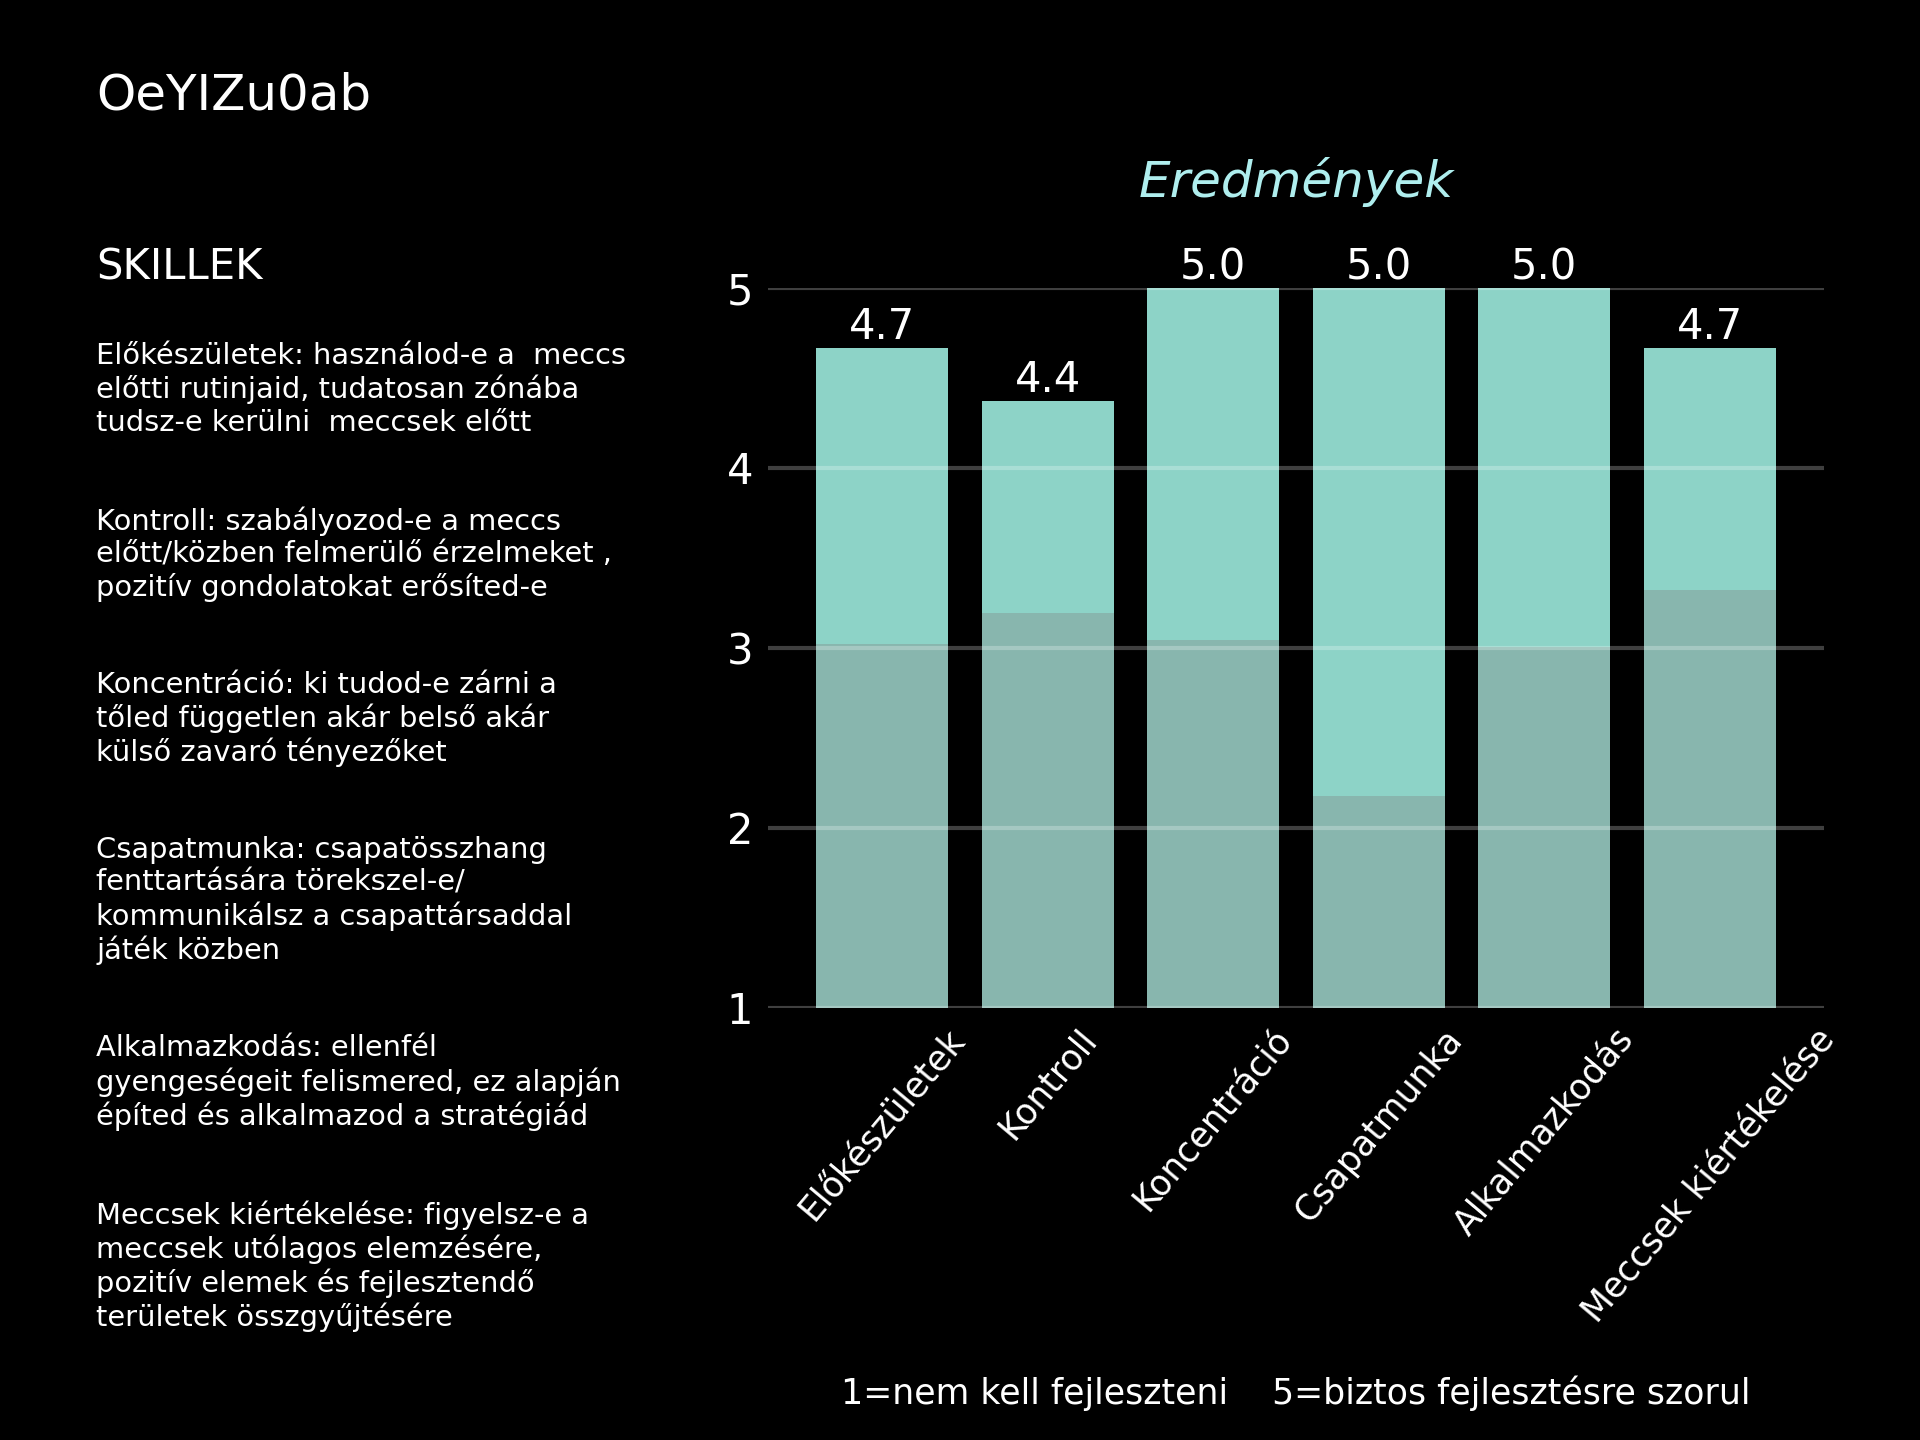 OeYIZu0ab
SKILLEK
Előkészületek: használod-e a  meccs
előtti rutinjaid, tudatosan zónába
tudsz-e kerülni  meccsek előtt
Kontroll: szabályozod-e a meccs
előtt/közben felmerülő érzelmeket ,
pozitív gondolatokat erősíted-e
Koncentráció: ki tudod-e zárni a
tőled független akár belső akár
külső zavaró tényezőket
Csapatmunka: csapatösszhang
fenttartására törekszel-e/
kommunikálsz a csapattársaddal
játék közben
Alkalmazkodás: ellenfél
gyengeségeit felismered, ez alapján
építed és alkalmazod a stratégiád
Meccsek kiértékelése: figyelsz-e a
meccsek utólagos elemzésére,
pozitív elemek és fejlesztendő
területek összgyűjtésére
Eredmények
5.0 5.0 5.0
5
4.7 4.7
4.4
4
3
2
1
Előkészületek
Kontroll
Koncentráció
Csapatmunka
Alkalmazkodás
Meccsek kiértékelése
1=nem kell fejleszteni    5=biztos fejlesztésre szorul